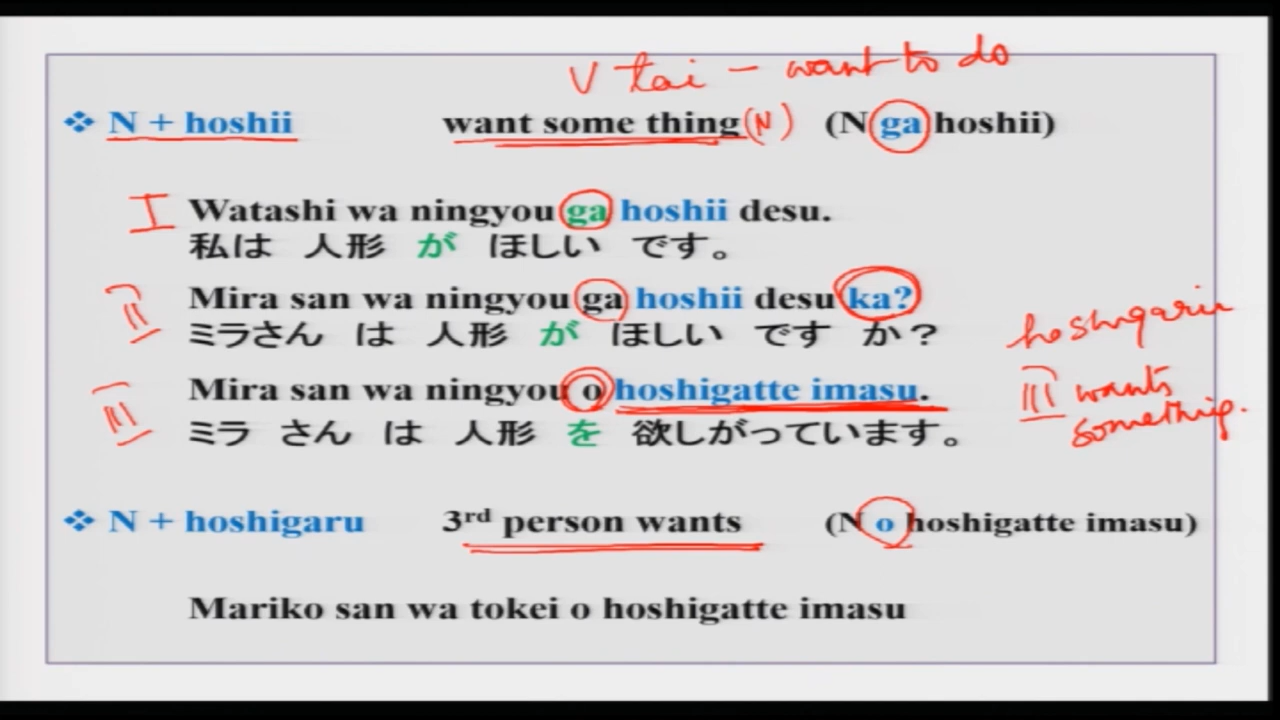 V tai - want to do
❖ N + hoshii want some thing (N) (N ga hoshii)
I Watashi wa ningyou ga hoshii desu.
私は 人形 が ほしい です。
II Mira san wa ningyou ga hoshii desu ka?
ミラさん は 人形 が ほしい です か？
hoshigariu
III Mira san wa ningyou o hoshigatte imasu.
III wants
something.
ミラ さん は 人形 を 欲しがっています。
❖ N + hoshigaru 3rd person wants (N o hoshigatte imasu)
Mariko san wa tokei o hoshigatte imasu